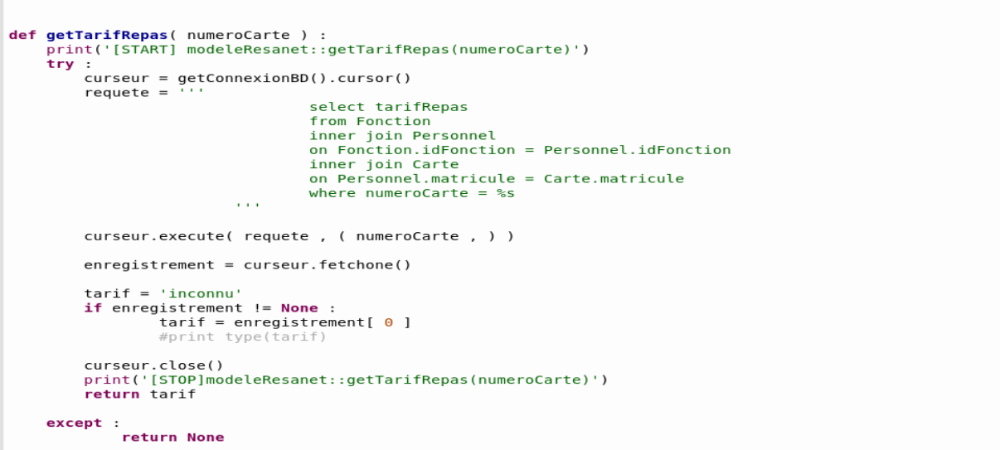 def getTarifRepas( numeroCarte ) :
print('[START] modeleResanet::getTarifRepas(numeroCarte)')
try :
curseur = getConnexionBD().cursor()
requete = '''
select tarifRepas
from Fonction
inner join Personnel
on Fonction.idFonction = Personnel.idFonction
inner join Carte
on Personnel.matricule = Carte.matricule
where numeroCarte = %s
'''
curseur.execute( requete , ( numeroCarte , ) )
enregistrement = curseur.fetchone()
tarif = 'inconnu'
if enregistrement != None :
tarif = enregistrement[ 0 ]
#print type(tarif)
curseur.close()
print('[STOP]modeleResanet::getTarifRepas(numeroCarte)')
return tarif
except :
return None